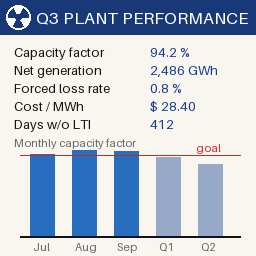 Q3 PLANT PERFORMANCE
Capacity factor 94.2 %
Net generation 2,486 GWh
Forced loss rate 0.8 %
Cost / MWh $ 28.40
Days w/o LTI 412
Monthly capacity factor
goal
Jul Aug Sep Q1 Q2